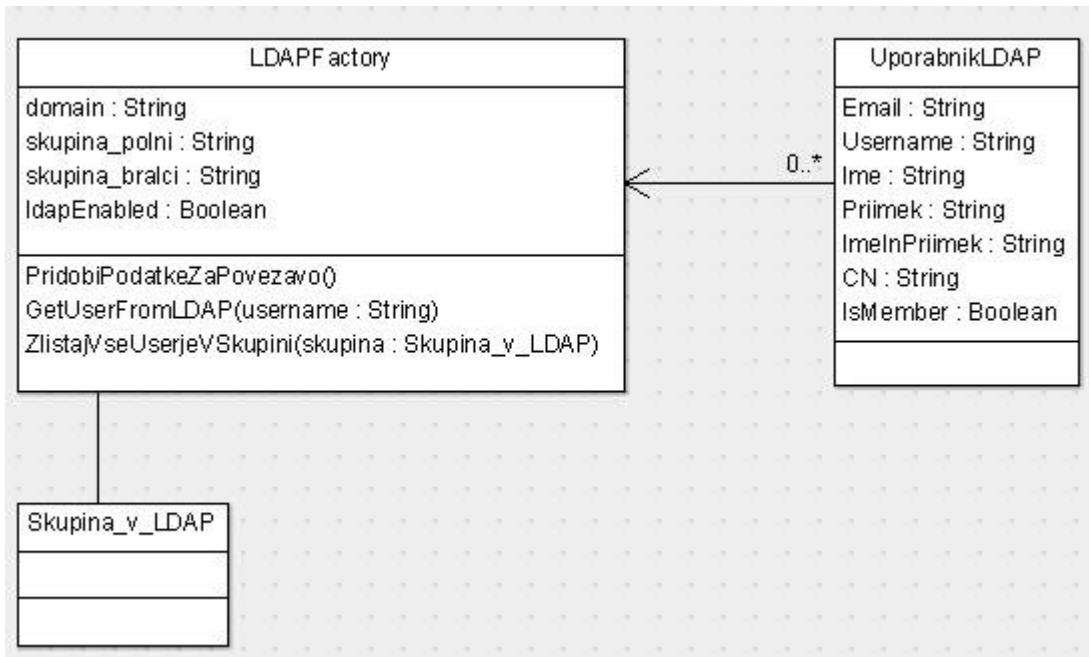 LDAPFactory
domain : String
skupina_polni : String
skupina_bralci : String
ldapEnabled : Boolean
PridobiPodatkeZaPovezavo()
GetUserFromLDAP(username : String)
ZlistajVseUserjeVSkupini(skupina : Skupina_v_LDAP)
0..*
UporabnikLDAP
Email : String
Username : String
Ime : String
Priimek : String
ImeInPriimek : String
CN : String
IsMember : Boolean
Skupina_v_LDAP